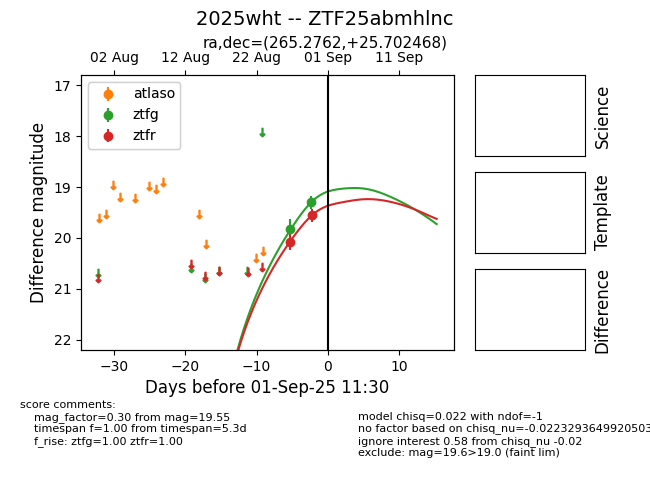 2025wht -- ZTF25abmhlnc
ra,dec=(265.2762,+25.702468)
02 Aug 12 Aug 22 Aug 01 Sep 11 Sep
17
18
19
20
21
22
Difference magnitude
atlaso
ztfg
ztfr
−30 −20 −10 0 10
Days before 01-Sep-25 11:30
Science
Template
Difference
score comments:
mag_factor=0.30 from mag=19.55
timespan f=1.00 from timespan=5.3d
f_rise: ztfg=1.00 ztfr=1.00
model chisq=0.022 with ndof=-1
no factor based on chisq_nu=-0.0223293649920503
ignore interest 0.58 from chisq_nu -0.02
exclude: mag=19.6>19.0 (faint lim)